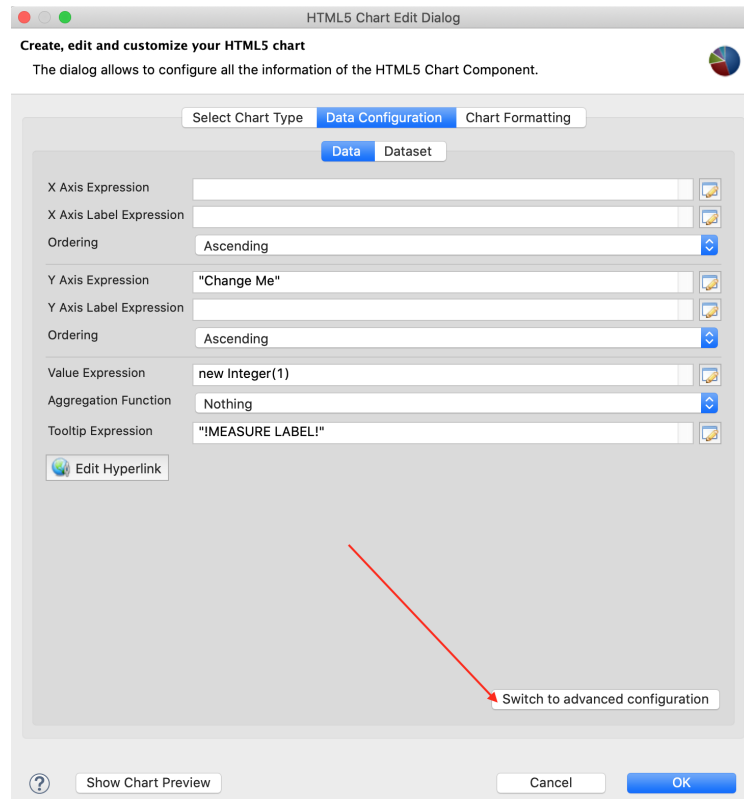 HTML5 Chart Edit Dialog
Create, edit and customize your HTML5 chart
The dialog allows to configure all the information of the HTML5 Chart Component.
Select Chart Type Data Configuration Chart Formatting
Data Dataset
X Axis Expression
X Axis Label Expression
Ordering Ascending
Y Axis Expression "Change Me"
Y Axis Label Expression
Ordering Ascending
Value Expression new Integer(1)
Aggregation Function Nothing
Tooltip Expression "!MEASURE LABEL!"
Edit Hyperlink
Switch to advanced configuration
? Show Chart Preview Cancel OK